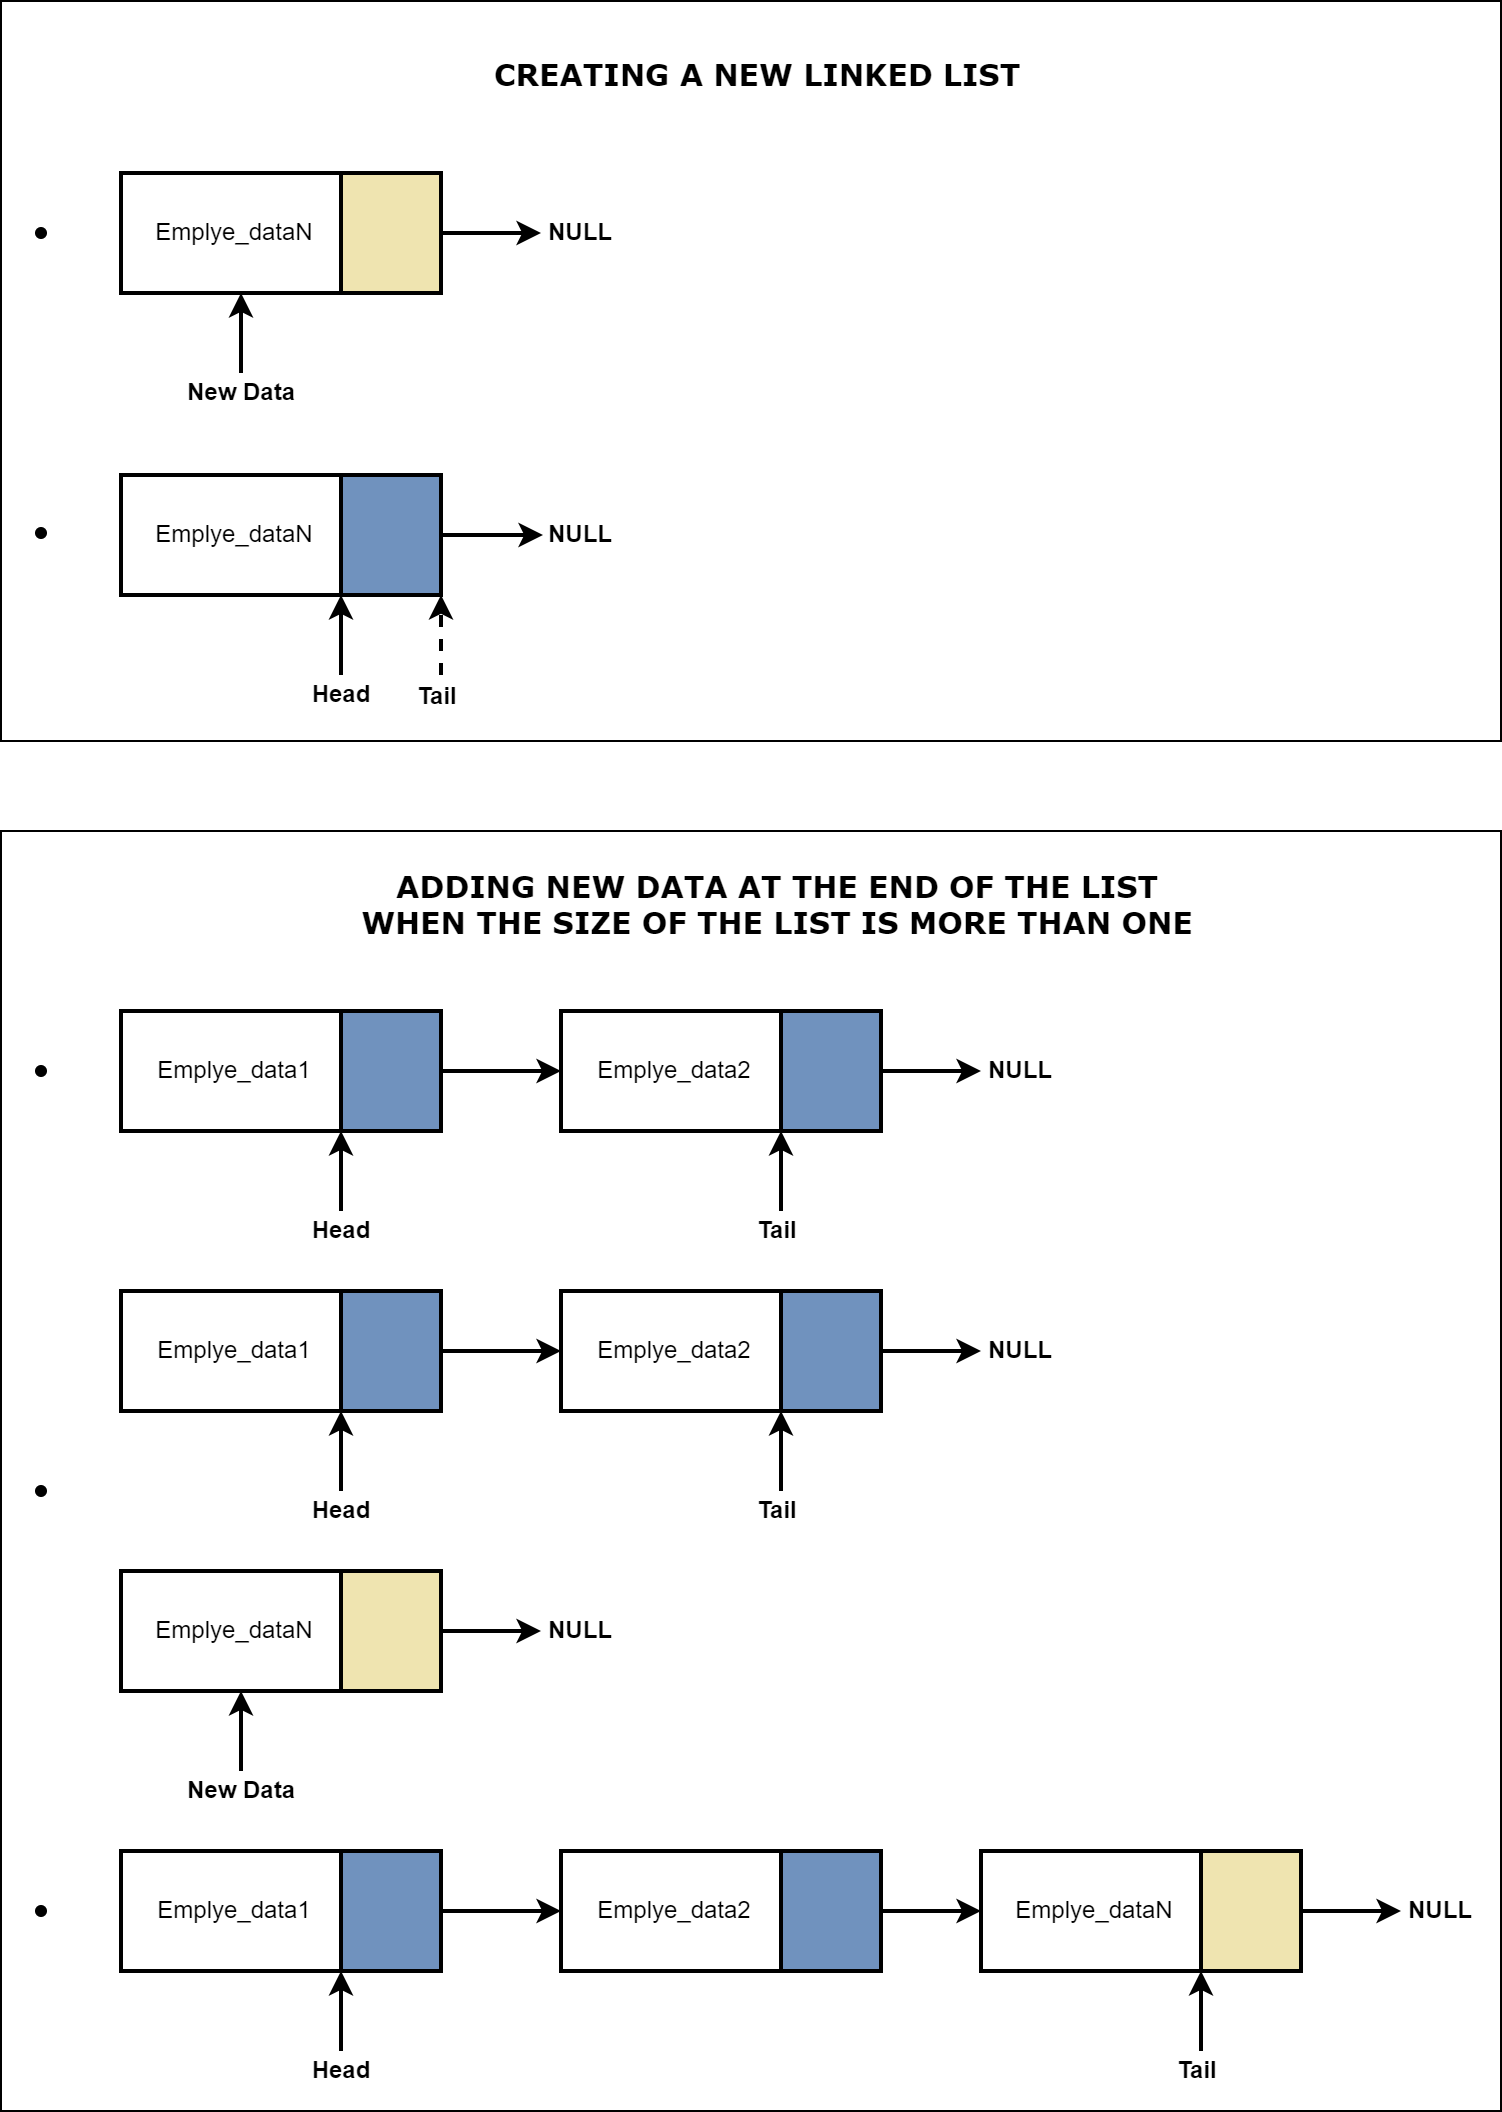 CREATING A NEW LINKED LIST
Emplye_dataN
NULL
New Data
Emplye_dataN
NULL
Head
Tail
ADDING NEW DATA AT THE END OF THE LIST
WHEN THE SIZE OF THE LIST IS MORE THAN ONE
Emplye_data1
Emplye_data2
NULL
Head
Tail
Emplye_data1
Emplye_data2
NULL
Head
Tail
Emplye_dataN
NULL
New Data
Emplye_data1
Emplye_data2
Emplye_dataN
NULL
Head
Tail